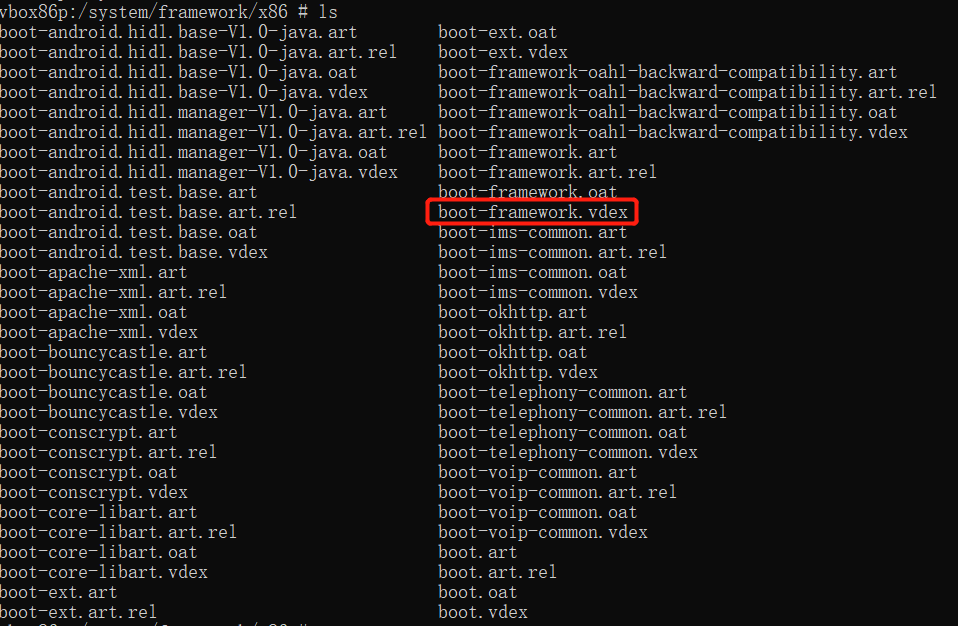 vbox86p:/system/framework/x86 # ls
boot-android.hidl.base-V1.0-java.art boot-ext.oat
boot-android.hidl.base-V1.0-java.art.rel boot-ext.vdex
boot-android.hidl.base-V1.0-java.oat boot-framework-oahl-backward-compatibility.art
boot-android.hidl.base-V1.0-java.vdex boot-framework-oahl-backward-compatibility.art.rel
boot-android.hidl.manager-V1.0-java.art boot-framework-oahl-backward-compatibility.oat
boot-android.hidl.manager-V1.0-java.art.rel boot-framework-oahl-backward-compatibility.vdex
boot-android.hidl.manager-V1.0-java.oat boot-framework.art
boot-android.hidl.manager-V1.0-java.vdex boot-framework.art.rel
boot-android.test.base.art boot-framework.oat
boot-android.test.base.art.rel boot-framework.vdex
boot-android.test.base.oat boot-ims-common.art
boot-android.test.base.vdex boot-ims-common.art.rel
boot-apache-xml.art boot-ims-common.oat
boot-apache-xml.art.rel boot-ims-common.vdex
boot-apache-xml.oat boot-okhttp.art
boot-apache-xml.vdex boot-okhttp.art.rel
boot-bouncycastle.art boot-okhttp.oat
boot-bouncycastle.art.rel boot-okhttp.vdex
boot-bouncycastle.oat boot-telephony-common.art
boot-bouncycastle.vdex boot-telephony-common.art.rel
boot-conscrypt.art boot-telephony-common.oat
boot-conscrypt.art.rel boot-telephony-common.vdex
boot-conscrypt.oat boot-voip-common.art
boot-conscrypt.vdex boot-voip-common.art.rel
boot-core-libart.art boot-voip-common.oat
boot-core-libart.art.rel boot-voip-common.vdex
boot-core-libart.oat boot.art
boot-core-libart.vdex boot.art.rel
boot-ext.art boot.oat
boot-ext.art.rel boot.vdex